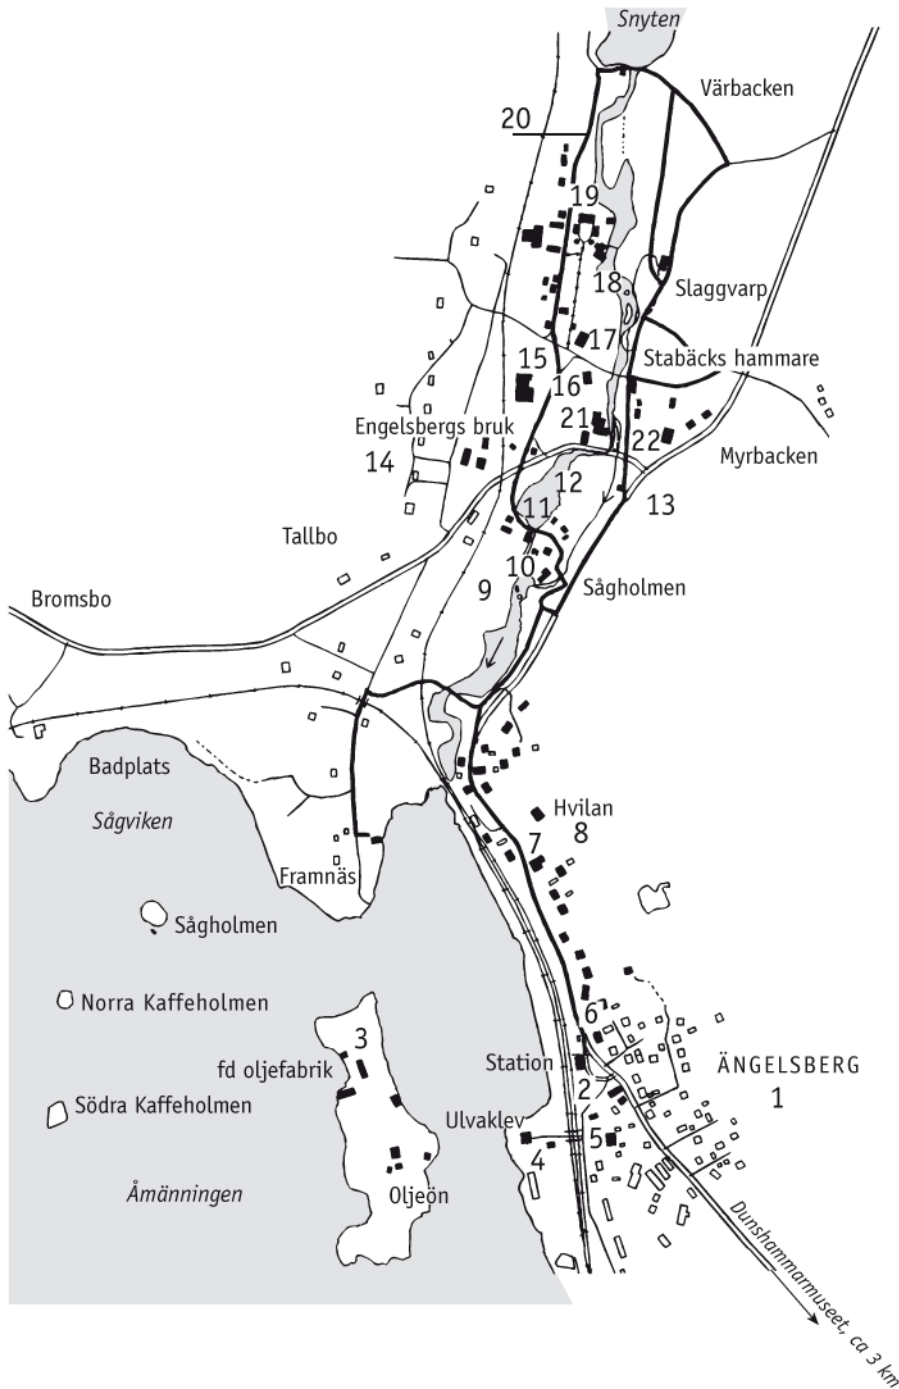 Snyten
Värbacken
20
19
18
Slaggvarp
17
Stabäcks hammare
15
16
21
Engelsbergs bruk
22
14
Myrbacken
12
13
11
Tallbo
10
9
Sågholmen
Bromsbo
Badplats
Sågviken
Hvilan
8
7
Framnäs
Sågholmen
Norra Kaffeholmen
6
3
Station
fd oljefabrik
ÄNGELSBERG
1
2
Södra Kaffeholmen
Ulvaklev
5
4
Åmänningen
Oljeön
Dunshammarmuseet, ca 3 km